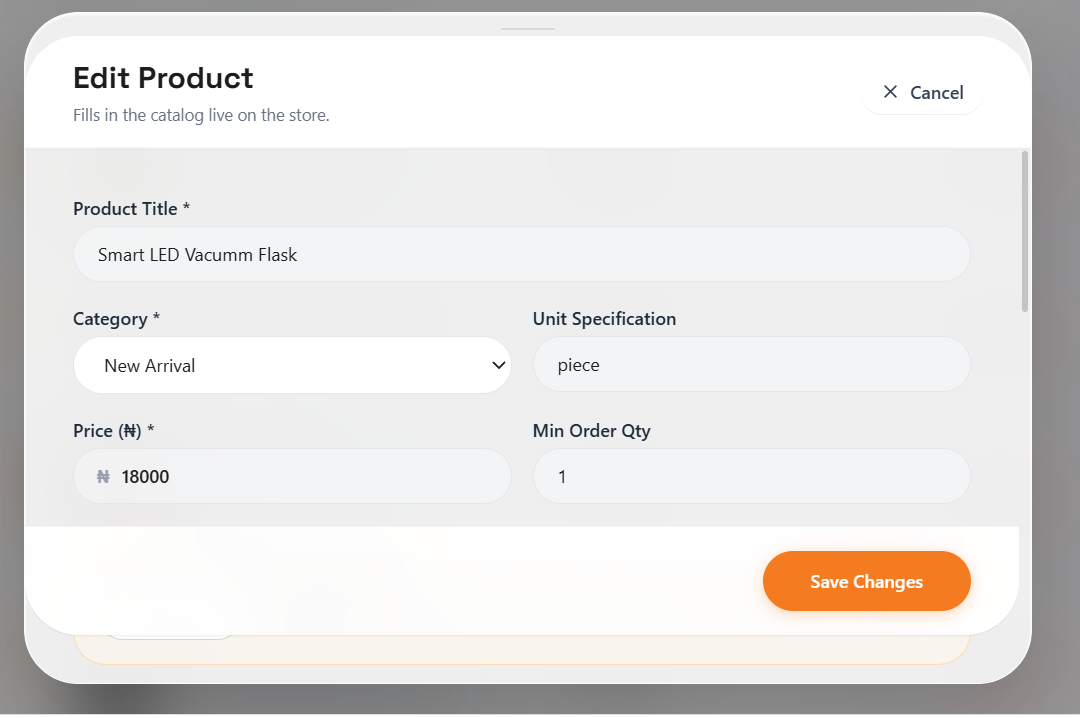 Edit Product
Fills in the catalog live on the store.
Cancel
Product Title *
Smart LED Vacumm Flask
Category *
Unit Specification
New Arrival
piece
Price (₦) *
Min Order Qty
₦ 18000
1
Save Changes